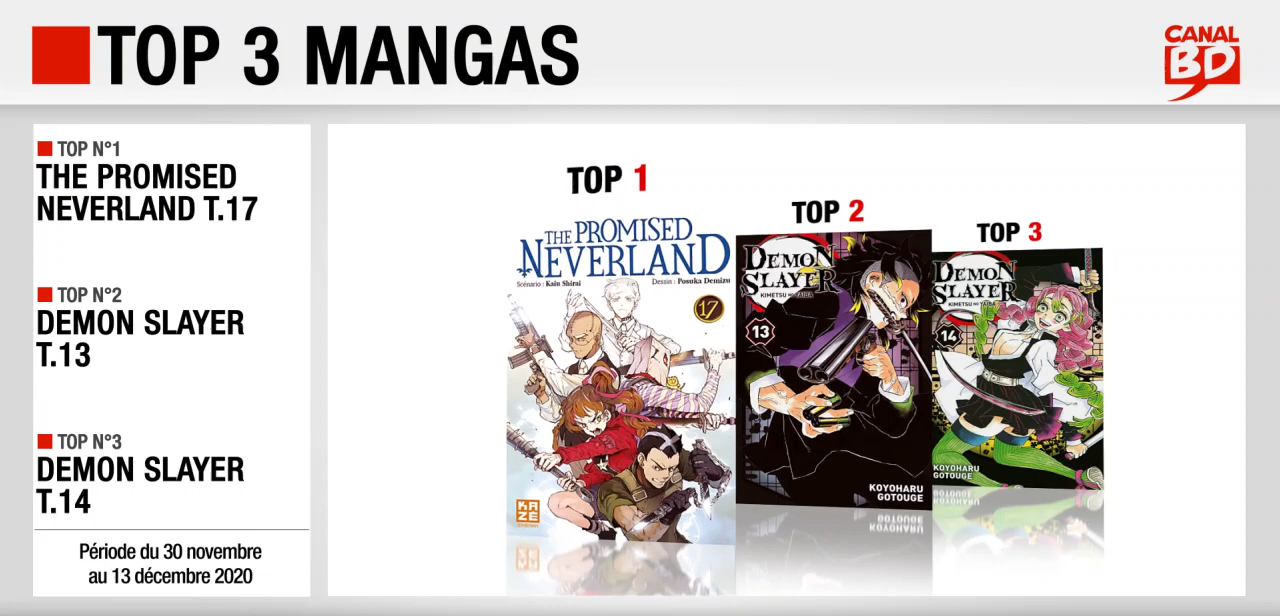 TOP 3 MANGAS
CANAL
BD
TOP N°1
THE PROMISED
NEVERLAND T.17
TOP N°2
DEMON SLAYER
T.13
TOP N°3
DEMON SLAYER
T.14
Période du 30 novembre
au 13 décembre 2020
TOP 1
THE PROMISED
NEVERLAND
Scénario : Kaiu Shirai Dessin : Posuka Demizu
17
KAZÉ
TOP 2
DEMON
SLAYER
KIMETSU NO YAIBA
13
KOYOHARU
GOTOUGE
TOP 3
DEMON
SLAYER
KIMETSU NO YAIBA
14
KOYOHARU
GOTOUGE